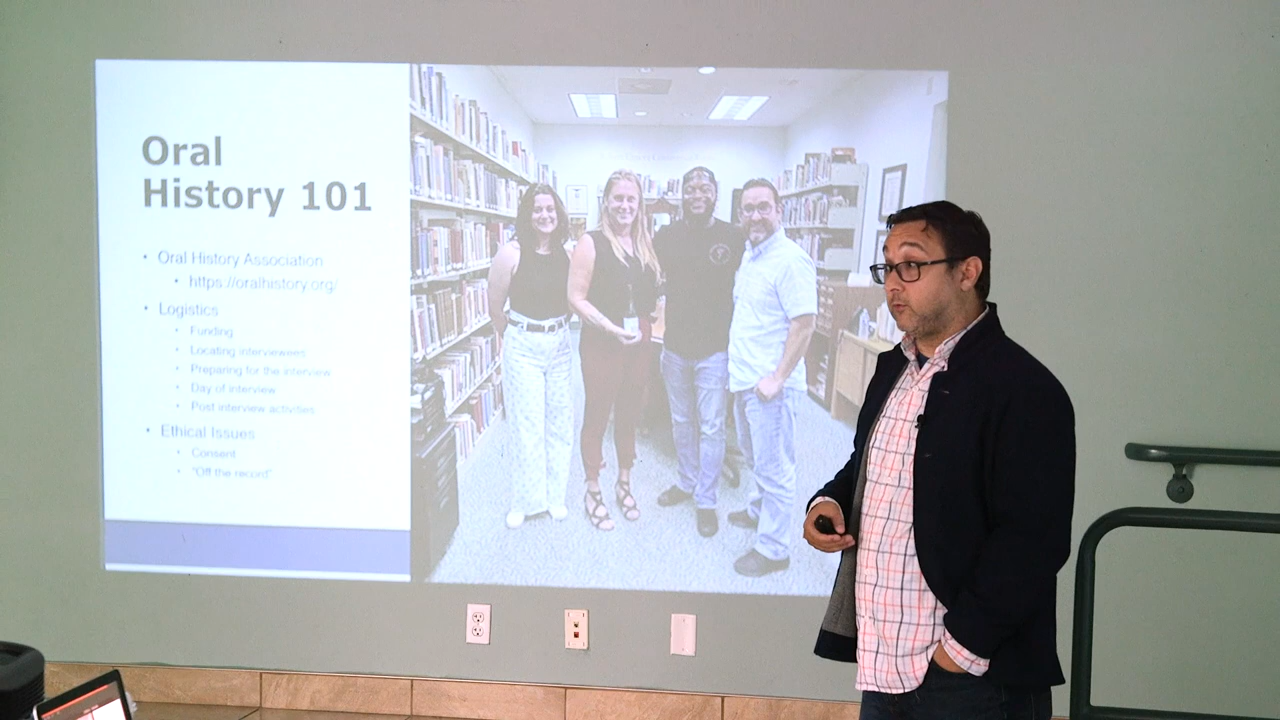 Oral
History 101
• Oral History Association
• https://oralhistory.org/
• Logistics
• Funding
• Locating interviewees
• Preparing for the interview
• Day of interview
• Post interview activities
• Ethical Issues
• Consent
• "Off the record"